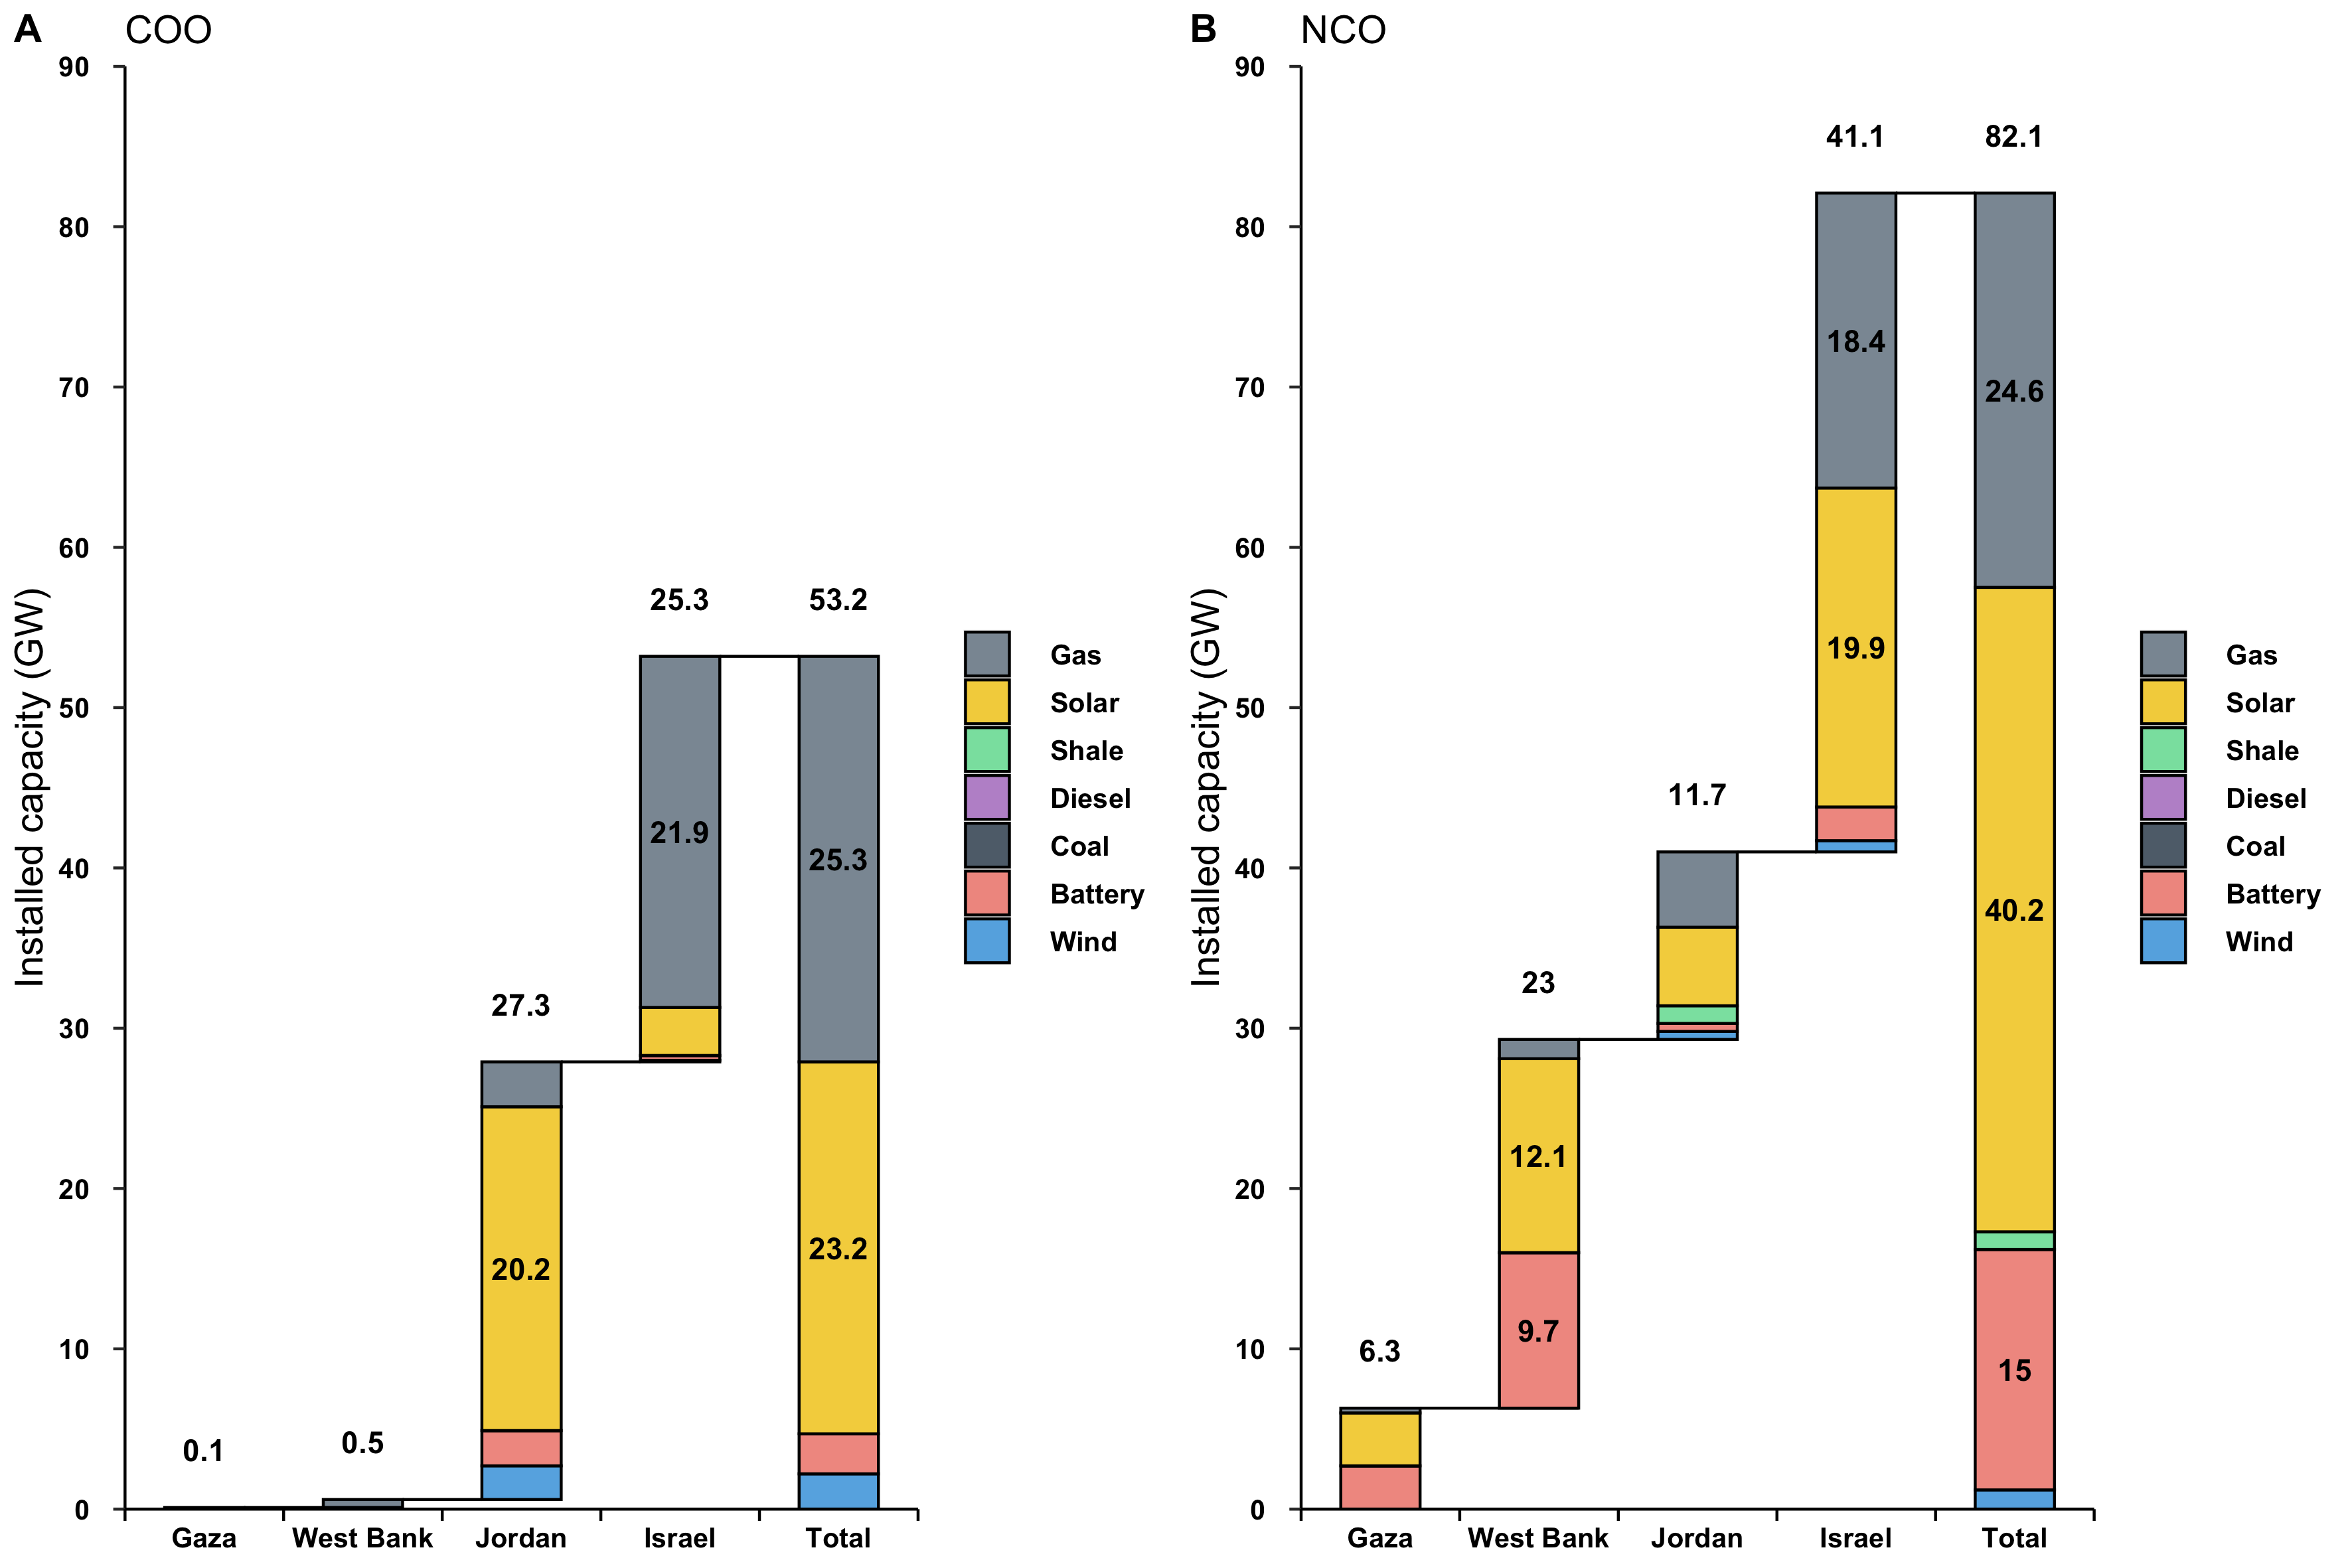 A COO
90
80
70
60
50
40
30
20
10
0
Installed capacity (GW)
0.1
0.5
27.3
20.2
25.3
21.9
53.2
25.3
23.2
Gaza West Bank Jordan Israel Total
Gas
Solar
Shale
Diesel
Coal
Battery
Wind
B NCO
90
80
70
60
50
40
30
20
10
0
Installed capacity (GW)
6.3
23
12.1
9.7
11.7
41.1
18.4
19.9
82.1
24.6
40.2
15
Gaza West Bank Jordan Israel Total
Gas
Solar
Shale
Diesel
Coal
Battery
Wind